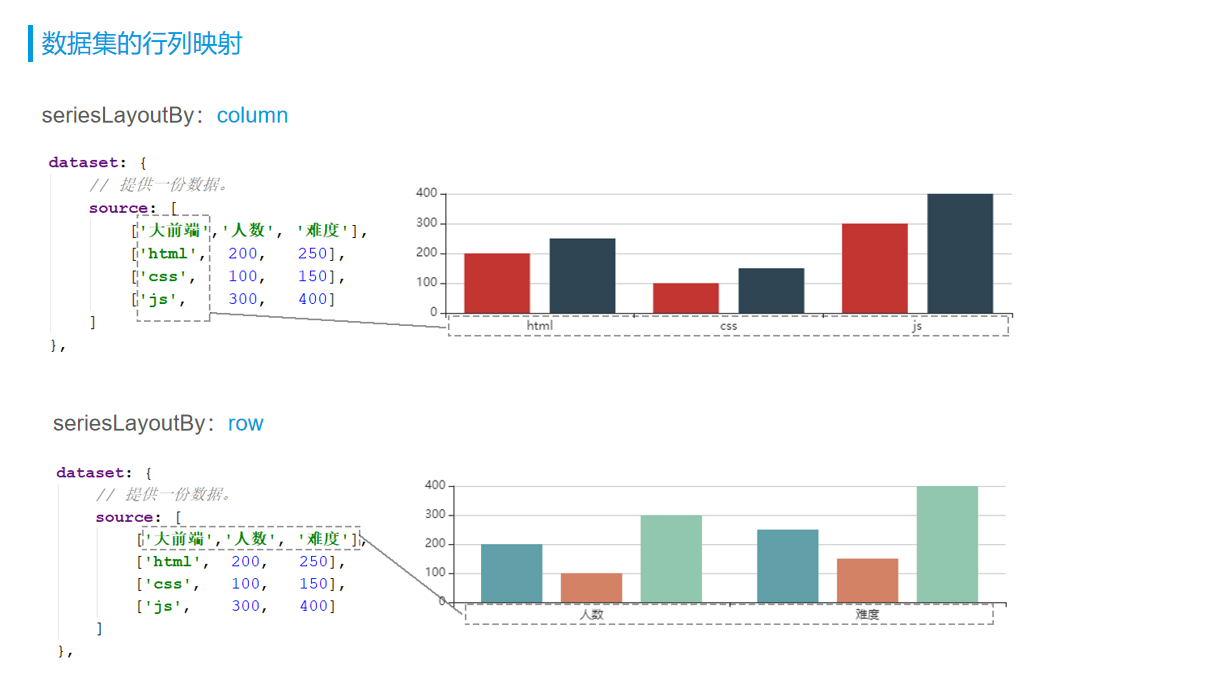 数据集的行列映射
seriesLayoutBy：column
dataset: {
// 提供一份数据。
source: [
['大前端','人数', '难度'],
['html', 200, 250],
['css', 100, 150],
['js', 300, 400]
]
},
400
300
200
100
0
html css js
seriesLayoutBy：row
dataset: {
// 提供一份数据。
source: [
['大前端','人数', '难度'],
['html', 200, 250],
['css', 100, 150],
['js', 300, 400]
]
},
400
300
200
100
0
人数 难度